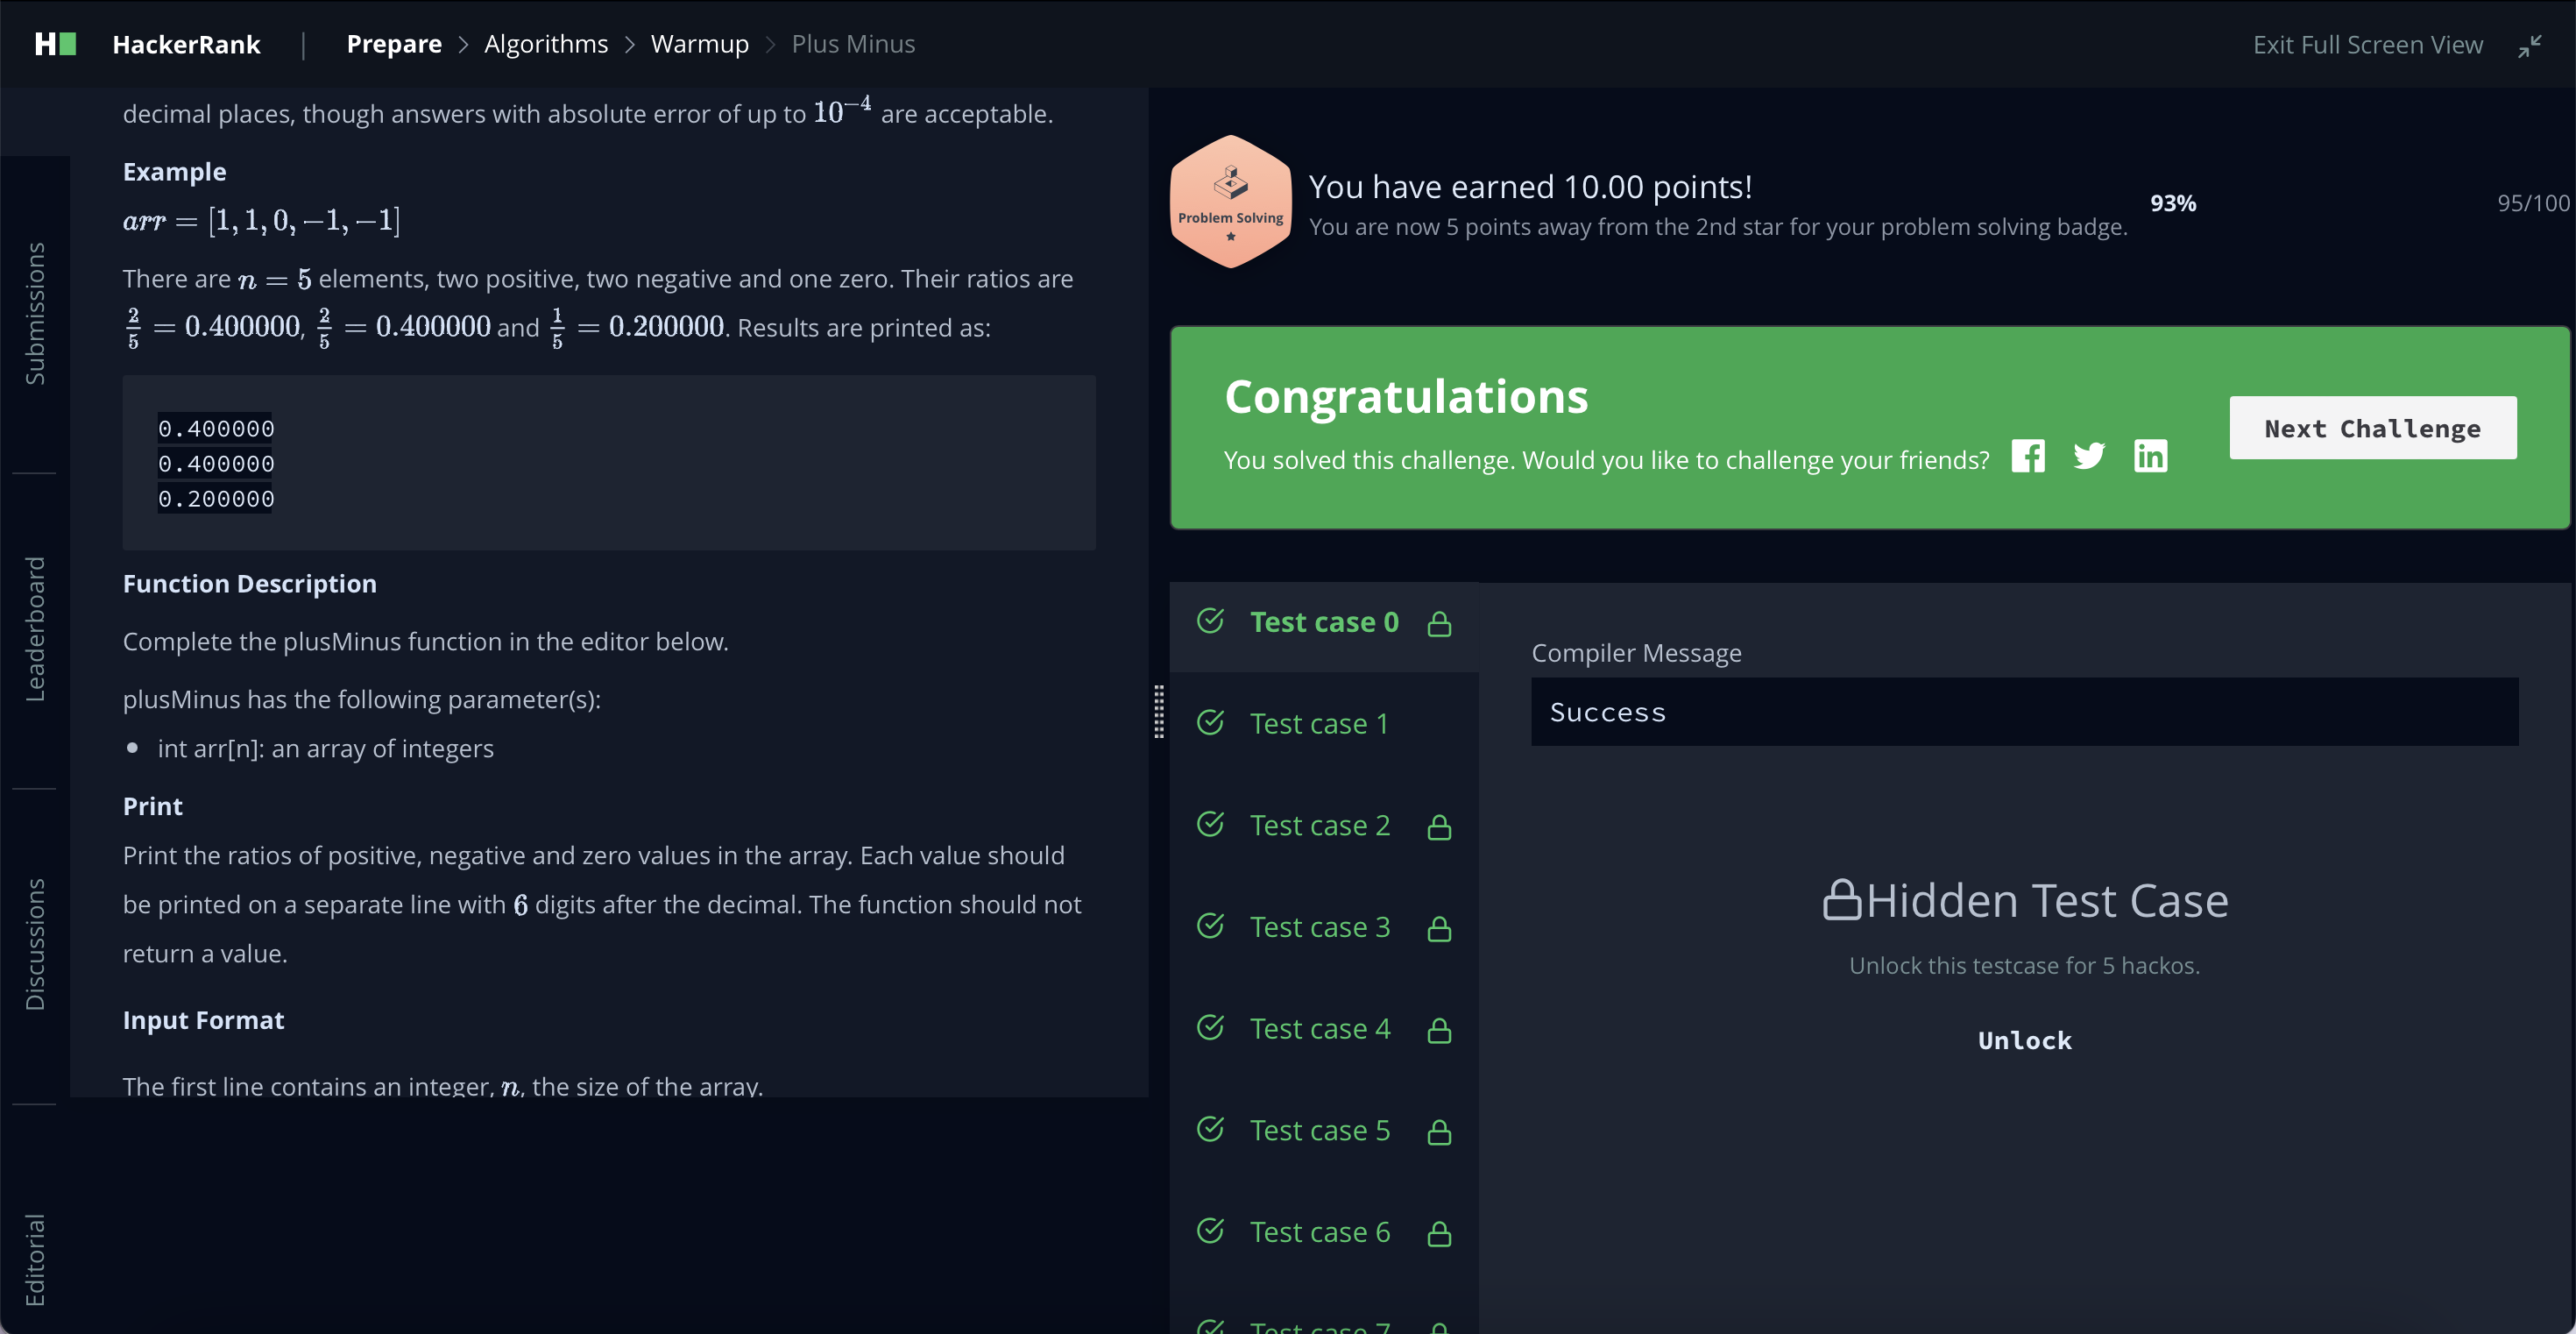 H HackerRank | Prepare > Algorithms > Warmup > Plus Minus
Exit Full Screen View
Submissions
Leaderboard
Discussions
Editorial
decimal places, though answers with absolute error of up to 10⁻⁴ are acceptable.
Example
arr = [1, 1, 0, −1, −1]
There are n = 5 elements, two positive, two negative and one zero. Their ratios are
2/5 = 0.400000, 2/5 = 0.400000 and 1/5 = 0.200000. Results are printed as:
0.400000
0.400000
0.200000
Function Description
Complete the plusMinus function in the editor below.
plusMinus has the following parameter(s):
• int arr[n]: an array of integers
Print
Print the ratios of positive, negative and zero values in the array. Each value should
be printed on a separate line with 6 digits after the decimal. The function should not
return a value.
Input Format
The first line contains an integer, n, the size of the array.
Problem Solving
You have earned 10.00 points!
You are now 5 points away from the 2nd star for your problem solving badge.
93%
95/100
Congratulations
You solved this challenge. Would you like to challenge your friends?
Next Challenge
Test case 0
Test case 1
Test case 2
Test case 3
Test case 4
Test case 5
Test case 6
Test case 7
Compiler Message
Success
Hidden Test Case
Unlock this testcase for 5 hackos.
Unlock